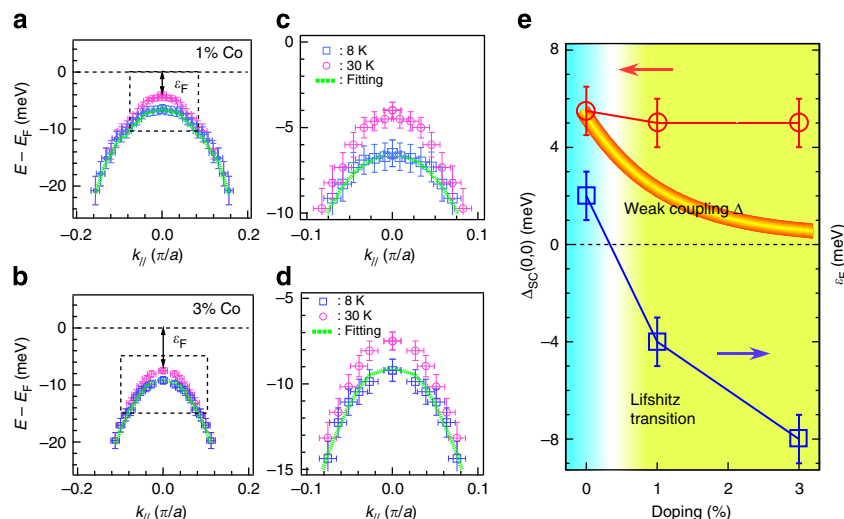 a
1% Co
0
−10
−20
E − E_F (meV)
ε_F
−0.2
0.0
0.2
k_// (π/a)
b
3% Co
0
−10
−20
E − E_F (meV)
ε_F
−0.2
0.0
0.2
k_// (π/a)
c
: 8 K
: 30 K
: Fitting
0
−5
−10
−0.1
0.0
0.1
k_// (π/a)
d
: 8 K
: 30 K
: Fitting
−5
−10
−15
−0.1
0.0
0.1
k_// (π/a)
e
8
4
0
−4
−8
Δ_SC(0,0) (meV)
Weak coupling Δ
Lifshitz
transition
ε_F (meV)
0
1
2
3
Doping (%)